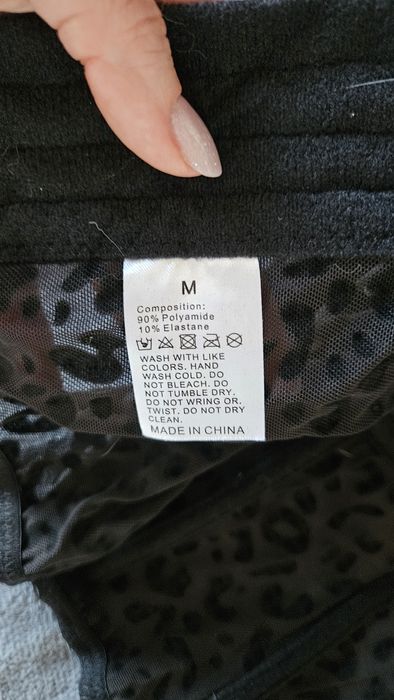 M
Composition:
90% Polyamide
10% Elastane
WASH WITH LIKE
COLORS. HAND
WASH COLD. DO
NOT BLEACH. DO
NOT TUMBLE DRY.
DO NOT WRING OR.
TWIST. DO NOT DRY
CLEAN.
MADE IN CHINA